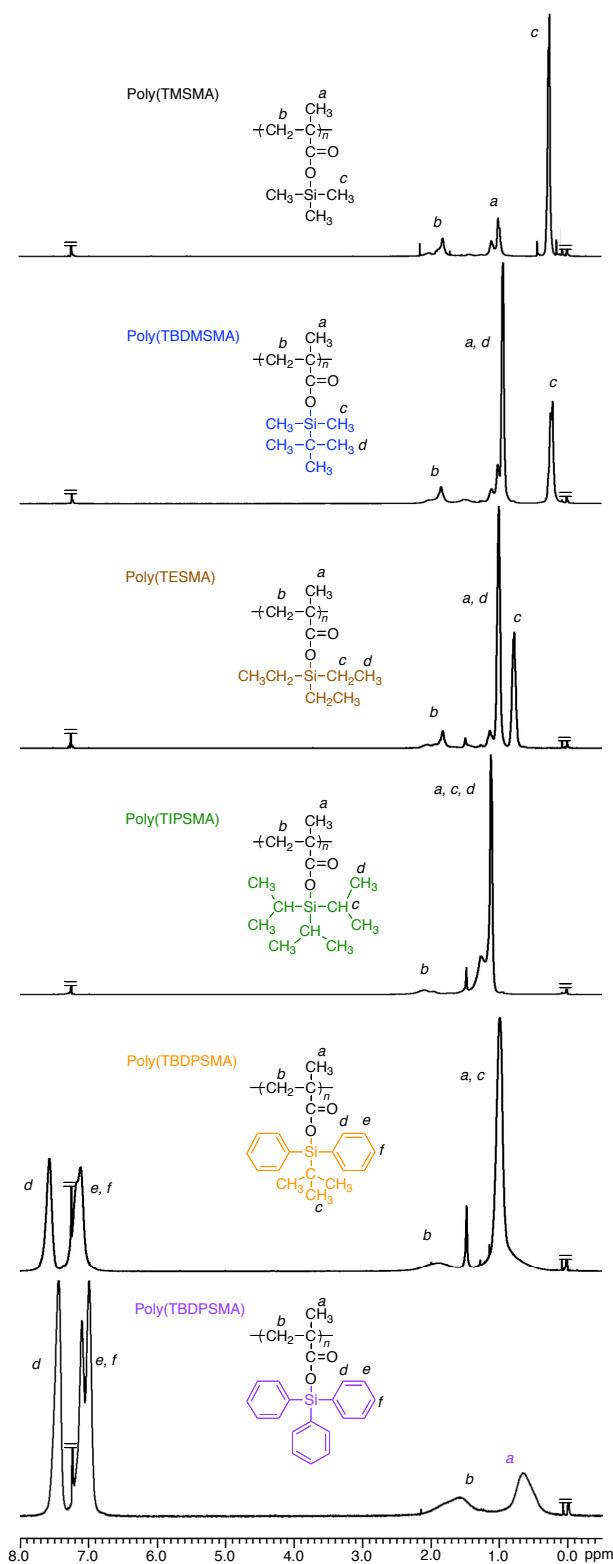 c
Poly(TMSMA)
a
b
CH3
(CH2–C)n
C=O
O
c
a
b
CH3–Si–CH3
CH3
Poly(TBDMSMA)
a
b
CH3
(CH2–C)n
C=O
O
c
CH3–Si–CH3
CH3–C–CH3 d
CH3
a, d
c
b
Poly(TESMA)
a
b
CH3
(CH2–C)n
C=O
O
c d
CH3CH2–Si–CH2CH3
CH2CH3
a, d
c
b
Poly(TIPSMA)
a
b
CH3
(CH2–C)n
C=O
O
d
CH3 CH3
CH–Si–CH c
CH3 CH CH3
CH3 CH3
a, c, d
b
Poly(TBDPSMA)
a
b
CH3
(CH2–C)n
C=O
O
d e
Si f
C
CH3 CH3
CH3
c
a, c
d
e, f
b
Poly(TBDPSMA)
a
b
CH3
(CH2–C)n
C=O
O
d e
Si f
d
e, f
a
b
8.0 7.0 6.0 5.0 4.0 3.0 2.0 1.0 0 ppm